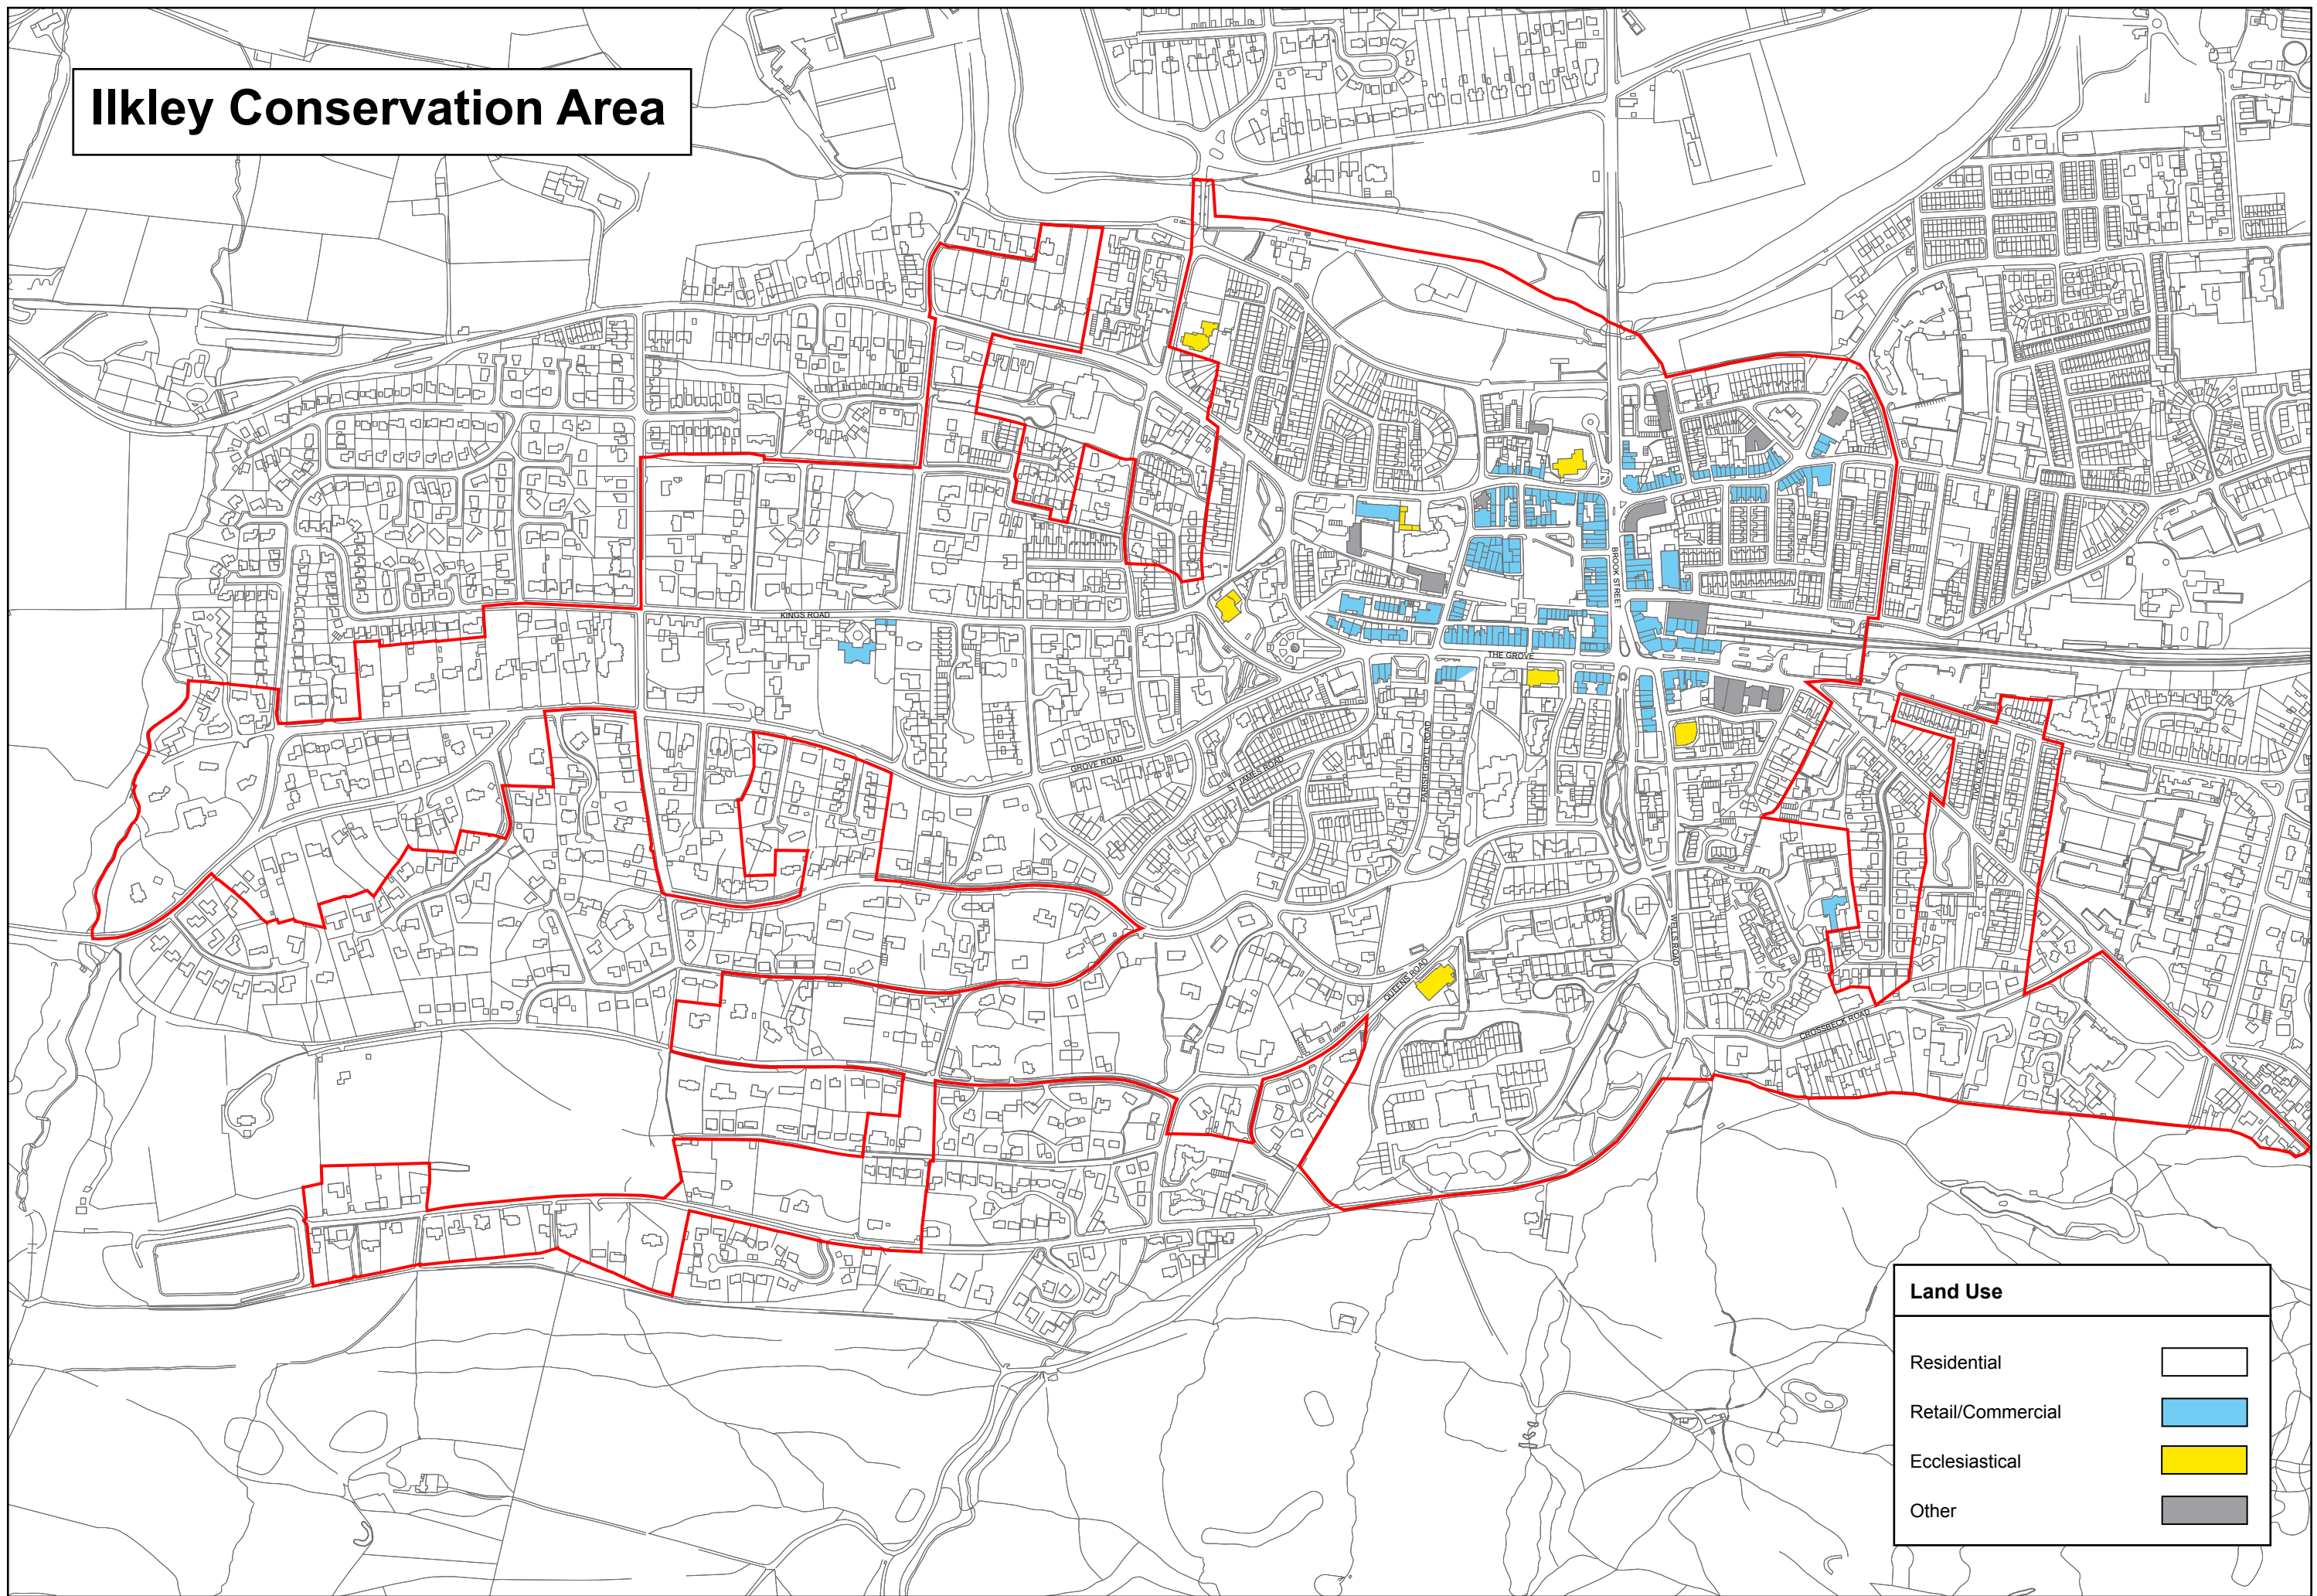 Ilkley Conservation Area
KINGS ROAD
BROOK STREET
THE GROVE
GROVE ROAD
ST JAMES ROAD
PARISH GHYLL ROAD
WELLS ROAD
QUEENS ROAD
CROSSBECK ROAD
Land Use
Residential
Retail/Commercial
Ecclesiastical
Other